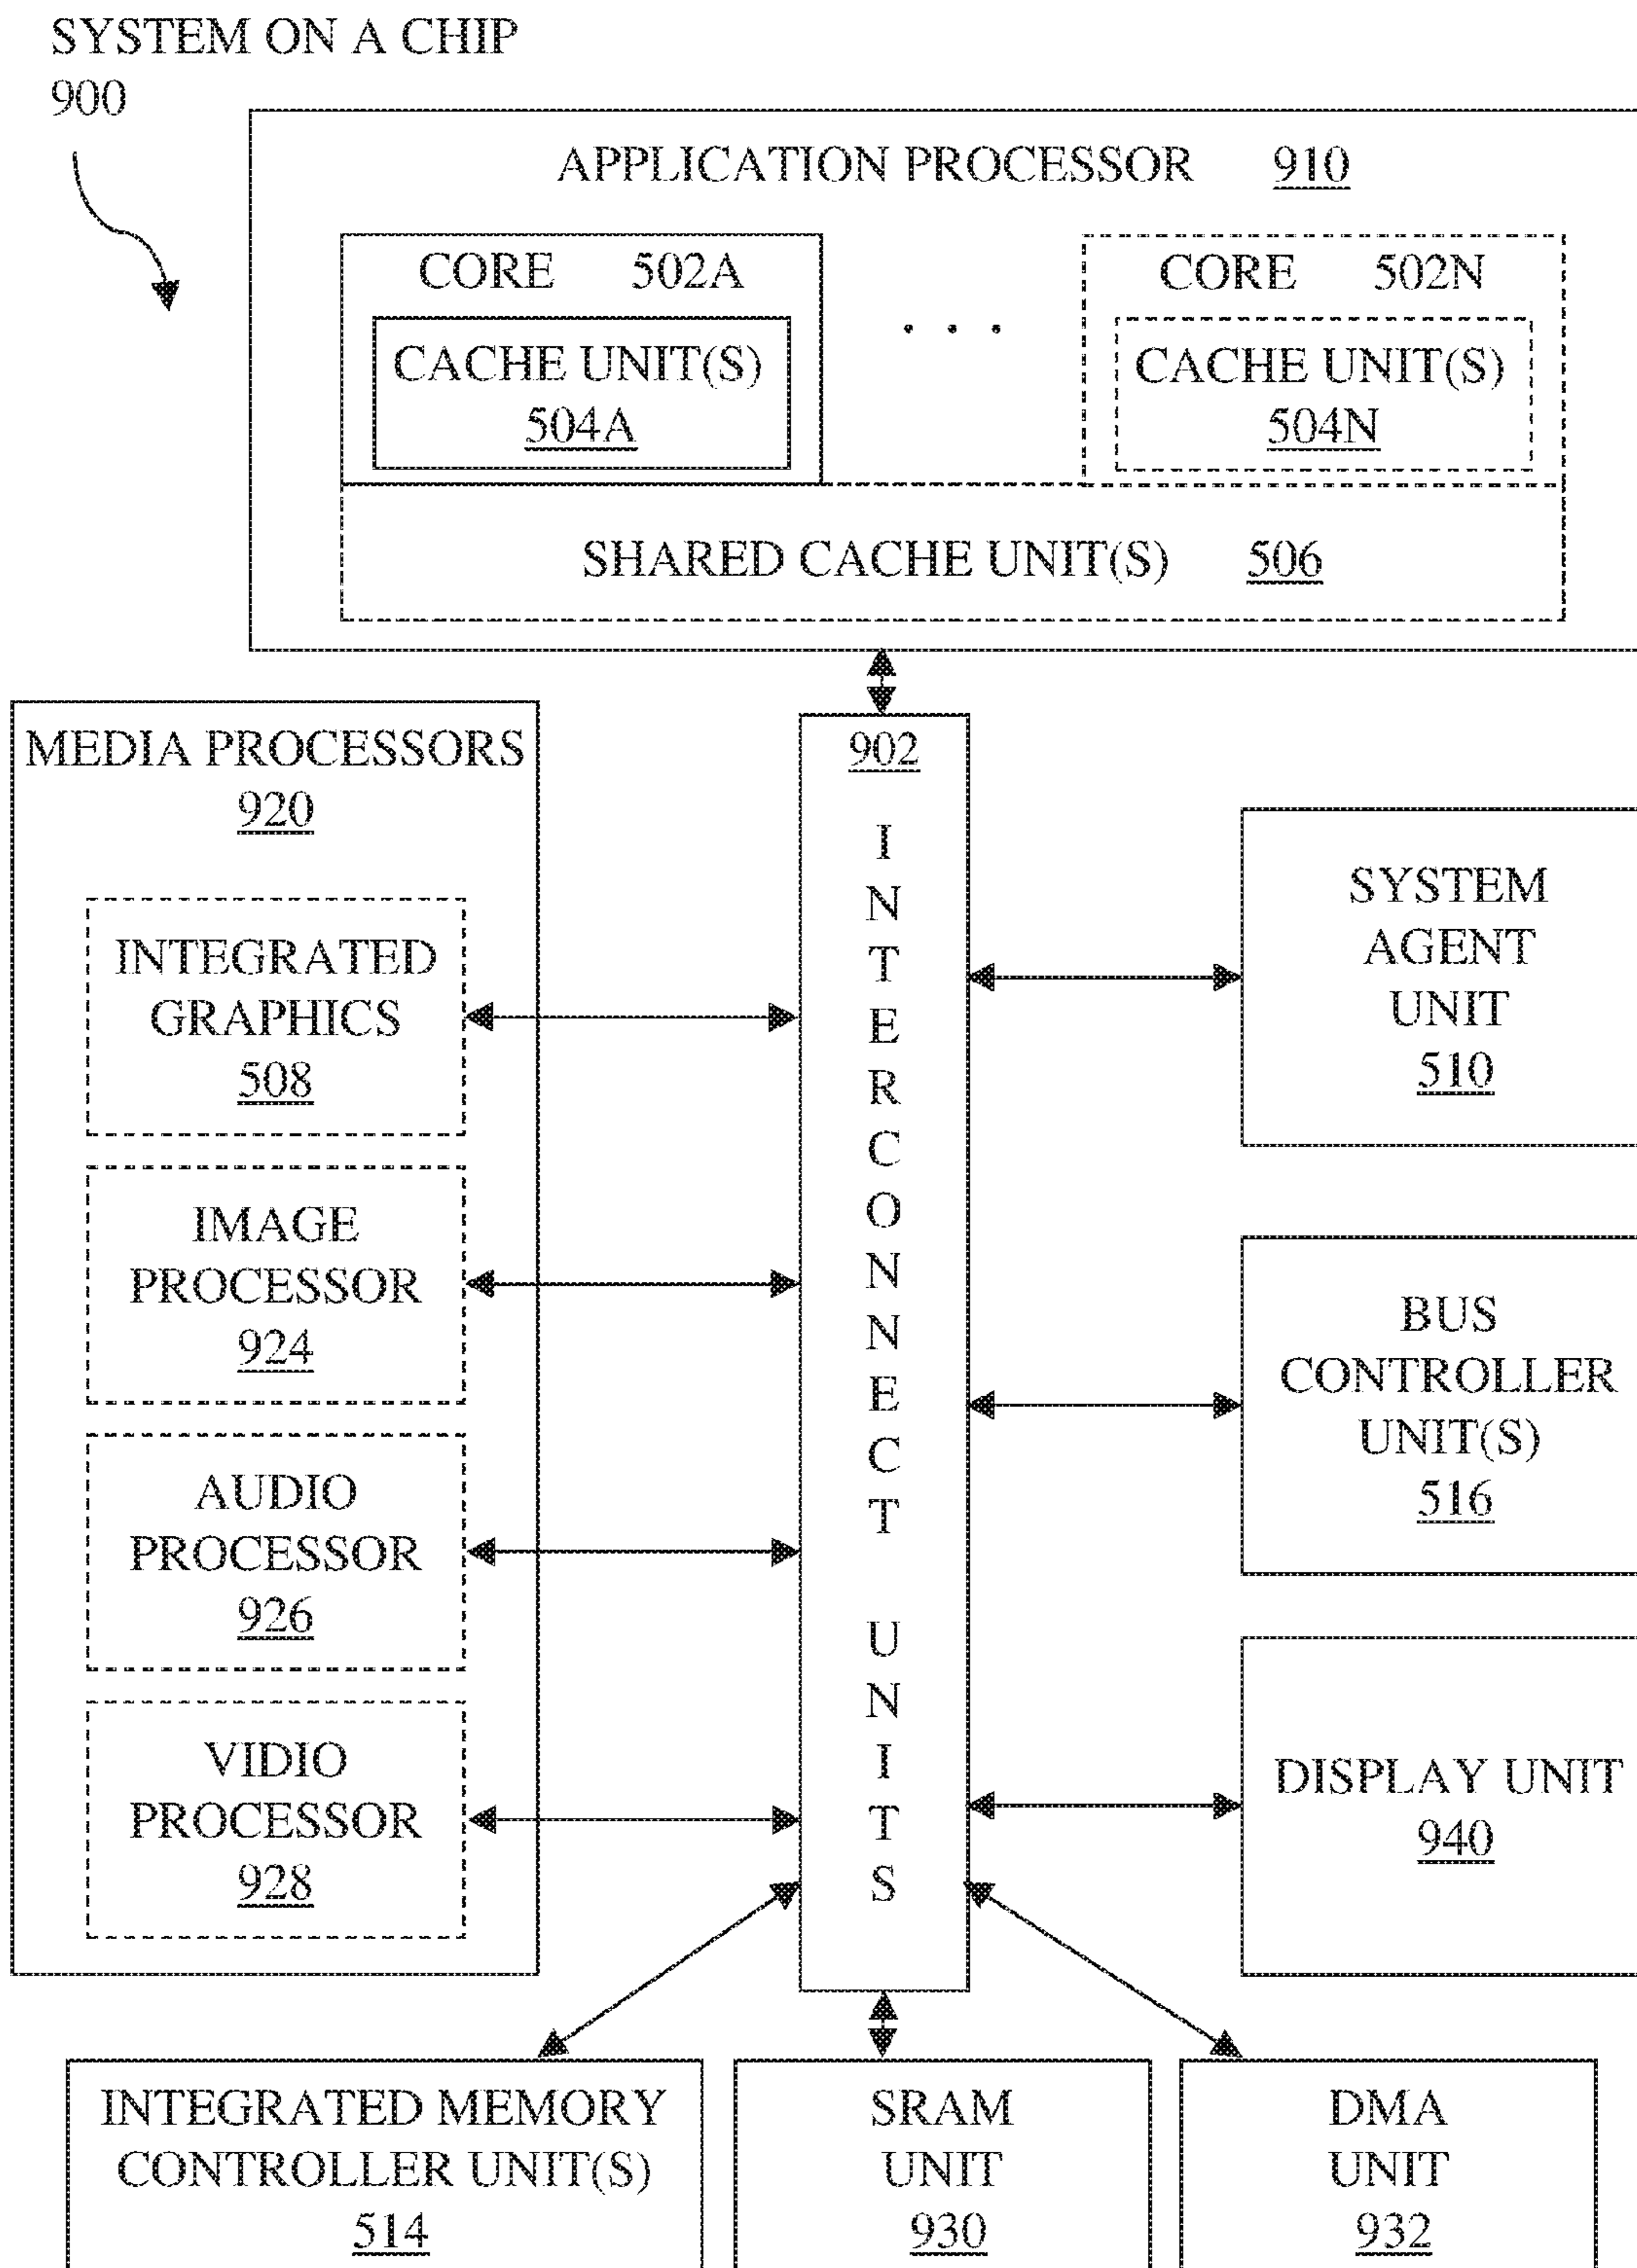 SYSTEM ON A CHIP
900
APPLICATION PROCESSOR 910
CORE 502A
CACHE UNIT(S)
504A
. . .
CORE 502N
CACHE UNIT(S)
504N
SHARED CACHE UNIT(S) 506
MEDIA PROCESSORS
920
INTEGRATED
GRAPHICS
508
IMAGE
PROCESSOR
924
AUDIO
PROCESSOR
926
VIDIO
PROCESSOR
928
902
INTERCONNECT UNITS
SYSTEM
AGENT
UNIT
510
BUS
CONTROLLER
UNIT(S)
516
DISPLAY UNIT
940
INTEGRATED MEMORY
CONTROLLER UNIT(S)
514
SRAM
UNIT
930
DMA
UNIT
932